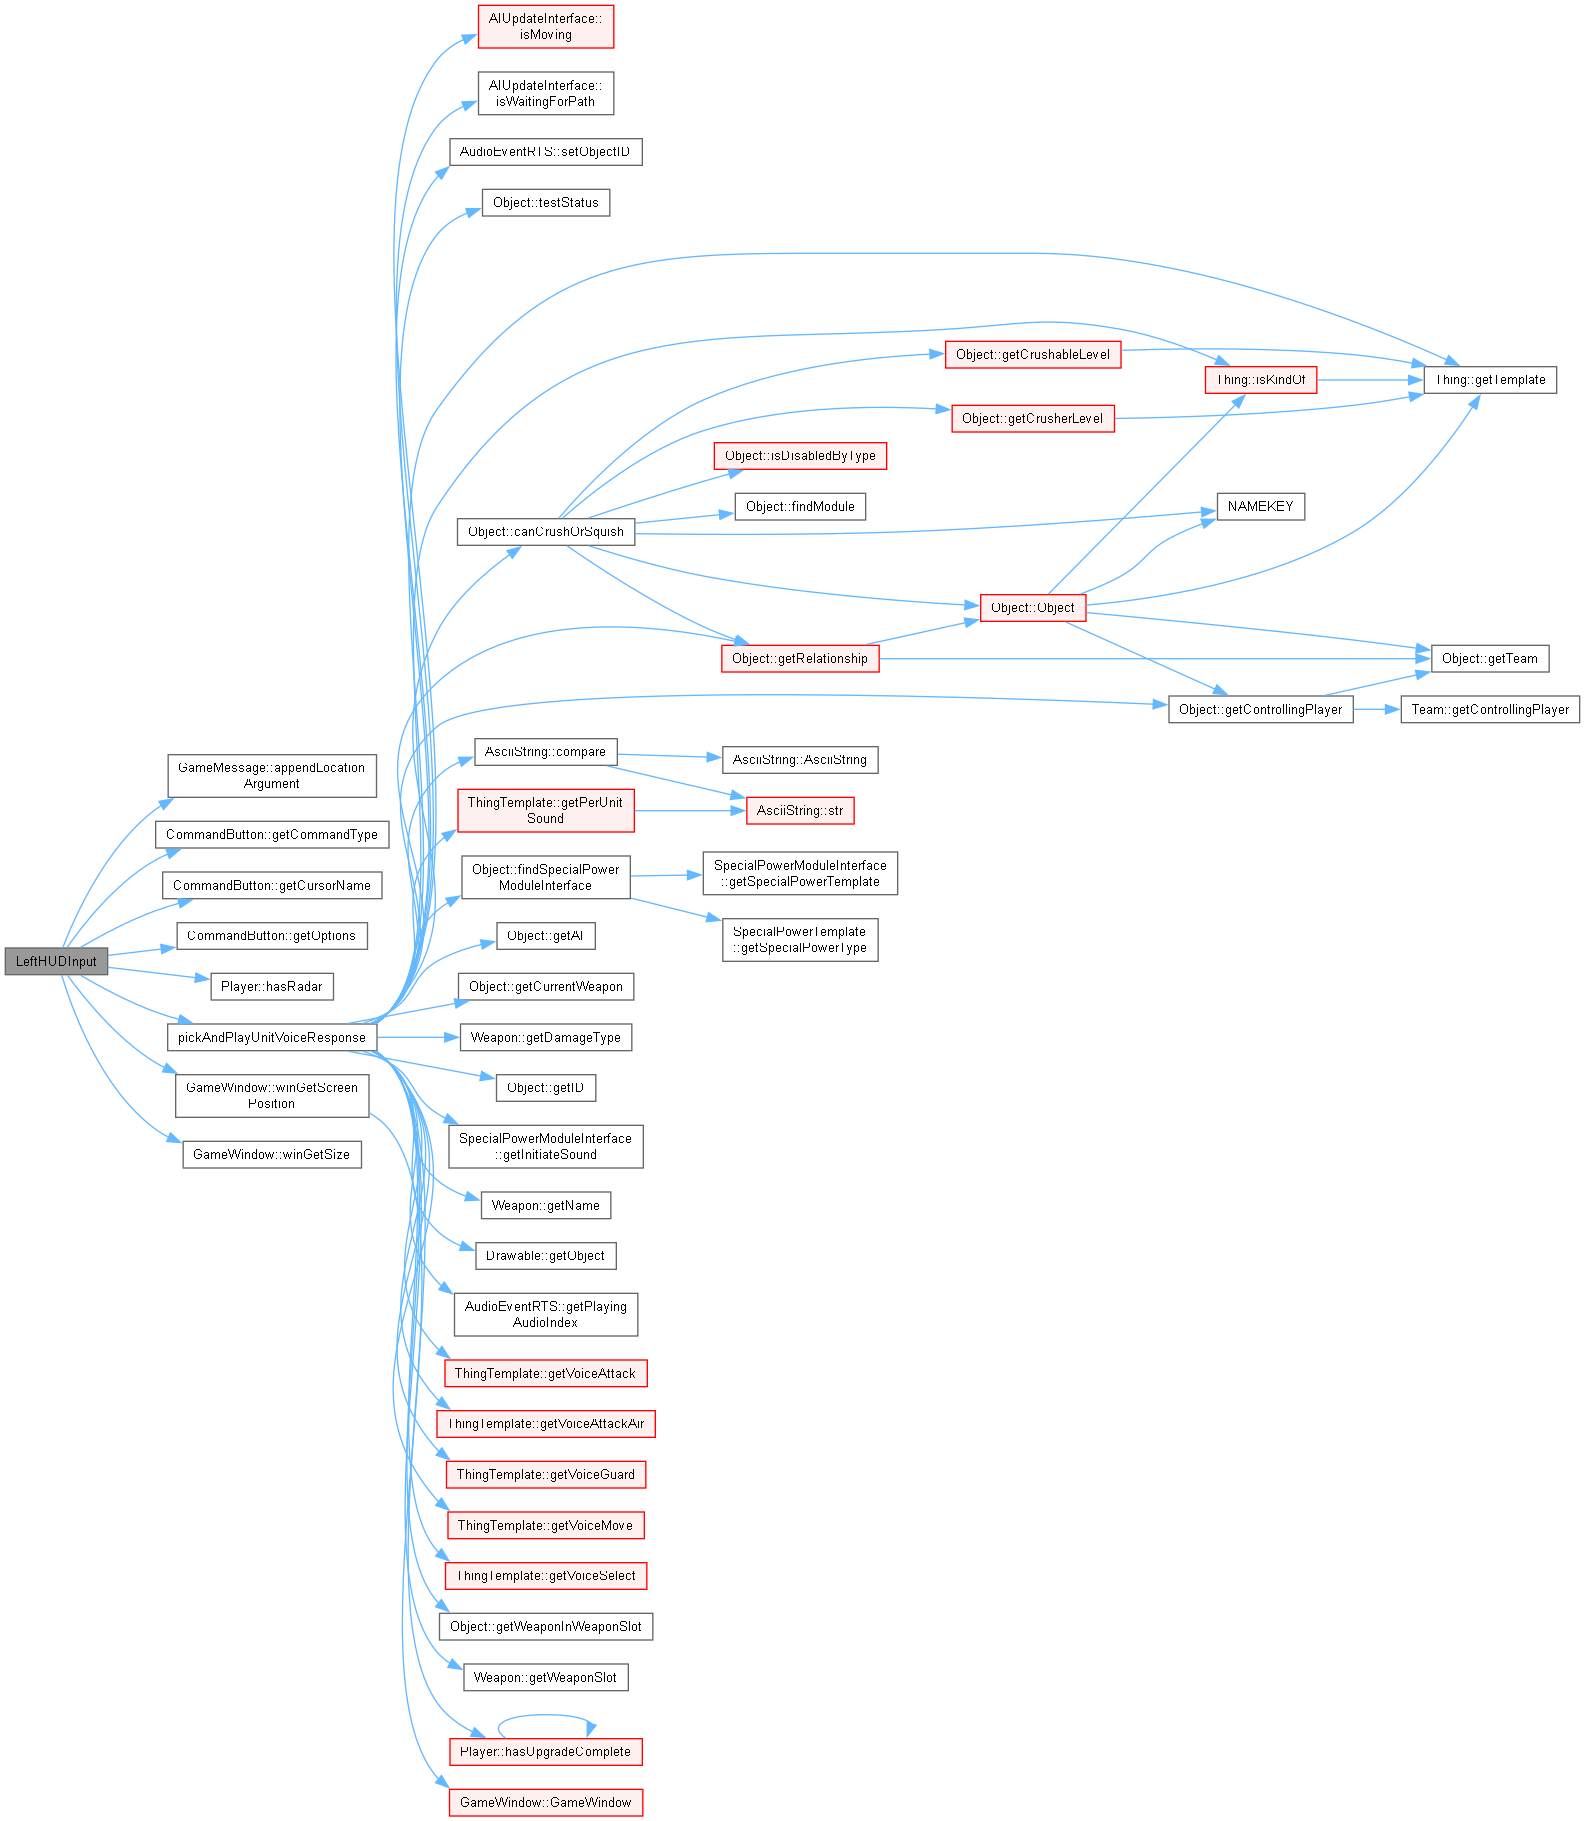 AIUpdateInterface::
isMoving
AIUpdateInterface::
isWaitingForPath
AudioEventRTS::setObjectID
Object::testStatus
Object::getCrushableLevel
Thing::isKindOf
Thing::getTemplate
Object::getCrusherLevel
Object::isDisabledByType
Object::findModule
NAMEKEY
Object::canCrushOrSquish
Object::Object
Object::getRelationship
Object::getTeam
Object::getControllingPlayer
Team::getControllingPlayer
AsciiString::compare
AsciiString::AsciiString
GameMessage::appendLocation
Argument
ThingTemplate::getPerUnit
Sound
AsciiString::str
CommandButton::getCommandType
Object::findSpecialPower
ModuleInterface
SpecialPowerModuleInterface
::getSpecialPowerTemplate
CommandButton::getCursorName
CommandButton::getOptions
Object::getAI
SpecialPowerTemplate
::getSpecialPowerType
LeftHUDInput
Player::hasRadar
Object::getCurrentWeapon
pickAndPlayUnitVoiceResponse
Weapon::getDamageType
GameWindow::winGetScreen
Position
Object::getID
GameWindow::winGetSize
SpecialPowerModuleInterface
::getInitiateSound
Weapon::getName
Drawable::getObject
AudioEventRTS::getPlaying
AudioIndex
ThingTemplate::getVoiceAttack
ThingTemplate::getVoiceAttackAir
ThingTemplate::getVoiceGuard
ThingTemplate::getVoiceMove
ThingTemplate::getVoiceSelect
Object::getWeaponInWeaponSlot
Weapon::getWeaponSlot
Player::hasUpgradeComplete
GameWindow::GameWindow